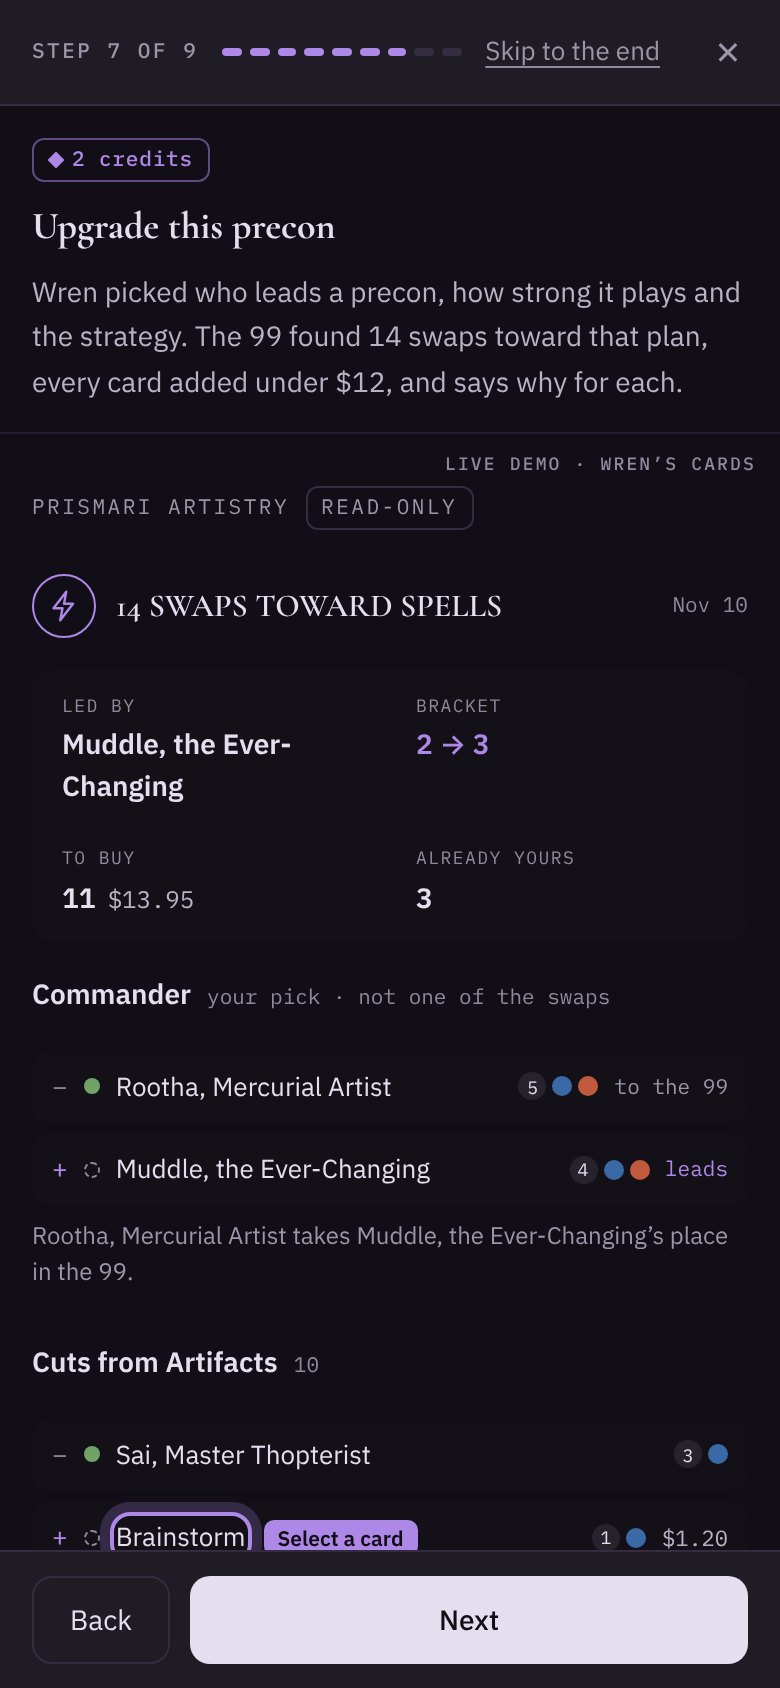 STEP 7 OF 9 Skip to the end ✕
◆ 2 credits
Upgrade this precon
Wren picked who leads a precon, how strong it plays and
the strategy. The 99 found 14 swaps toward that plan,
every card added under $12, and says why for each.
LIVE DEMO · WREN’S CARDS
PRISMARI ARTISTRY READ-ONLY
14 SWAPS TOWARD SPELLS Nov 10
LED BY BRACKET
Muddle, the Ever- 2 → 3
Changing
TO BUY ALREADY YOURS
11 $13.95 3
Commander your pick · not one of the swaps
– Rootha, Mercurial Artist 5 to the 99
+ Muddle, the Ever-Changing 4 leads
Rootha, Mercurial Artist takes Muddle, the Ever-Changing’s place
in the 99.
Cuts from Artifacts 10
– Sai, Master Thopterist 3
+ Brainstorm Select a card 1 $1.20
Back Next